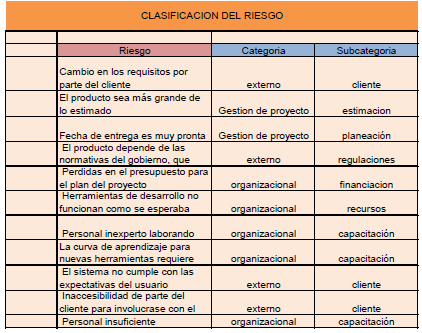 CLASIFICACION DEL RIESGO
Riesgo Categoria Subcategoria
Cambio en los requisitos por
parte del cliente externo cliente
El producto sea más grande de
lo estimado Gestion de proyecto estimacion
Fecha de entrega es muy pronta Gestion de proyecto planeación
El producto depende de las
normativas del gobierno, que externo regulaciones
Perdidas en el presupuesto para
el plan del proyecto organizacional financiacion
Herramientas de desarrollo no
funcionan como se esperaba organizacional recursos
Personal inexperto laborando organizacional capacitación
La curva de aprendizaje para
nuevas herramientas requiere organizacional capacitación
El sistema no cumple con las
expectativas del usuario externo cliente
Inaccesibilidad de parte del
cliente para involucrase con el externo cliente
Personal insuficiente organizacional capacitación